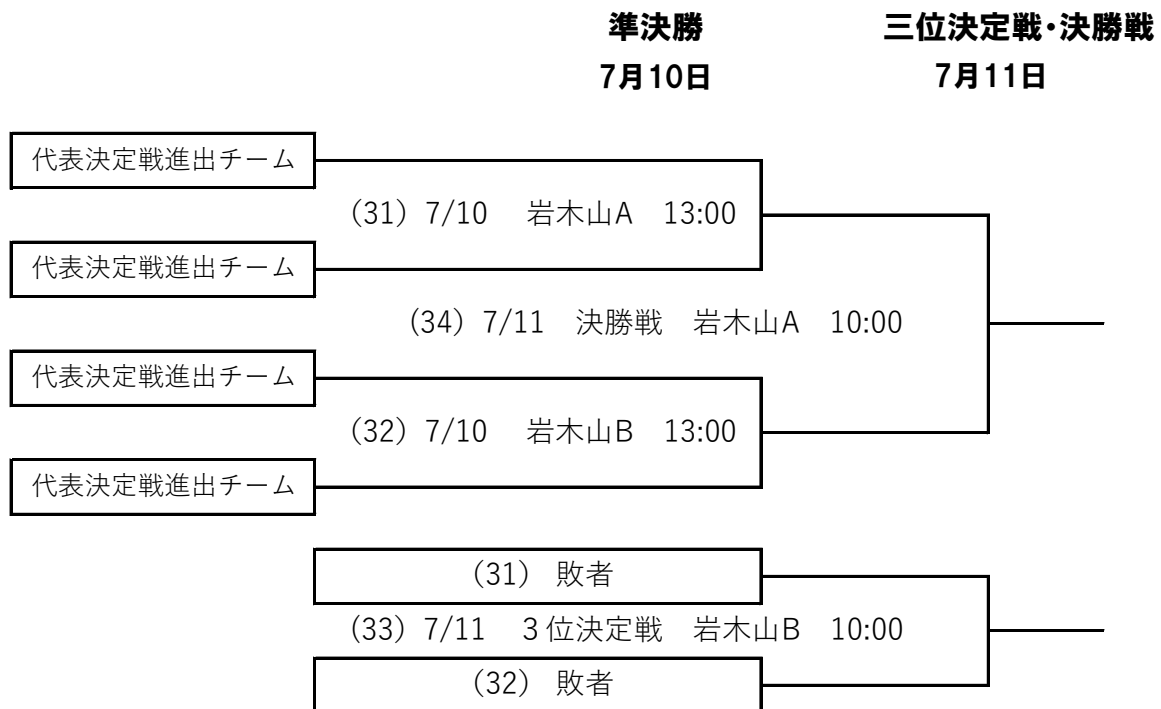 準決勝 三位決定戦・決勝戦
7月10日 7月11日
代表決定戦進出チーム
(31) 7/10 岩木山A 13:00
代表決定戦進出チーム
(34) 7/11 決勝戦 岩木山A 10:00
代表決定戦進出チーム
(32) 7/10 岩木山B 13:00
代表決定戦進出チーム
(31) 敗者
(33) 7/11 3位決定戦 岩木山B 10:00
(32) 敗者